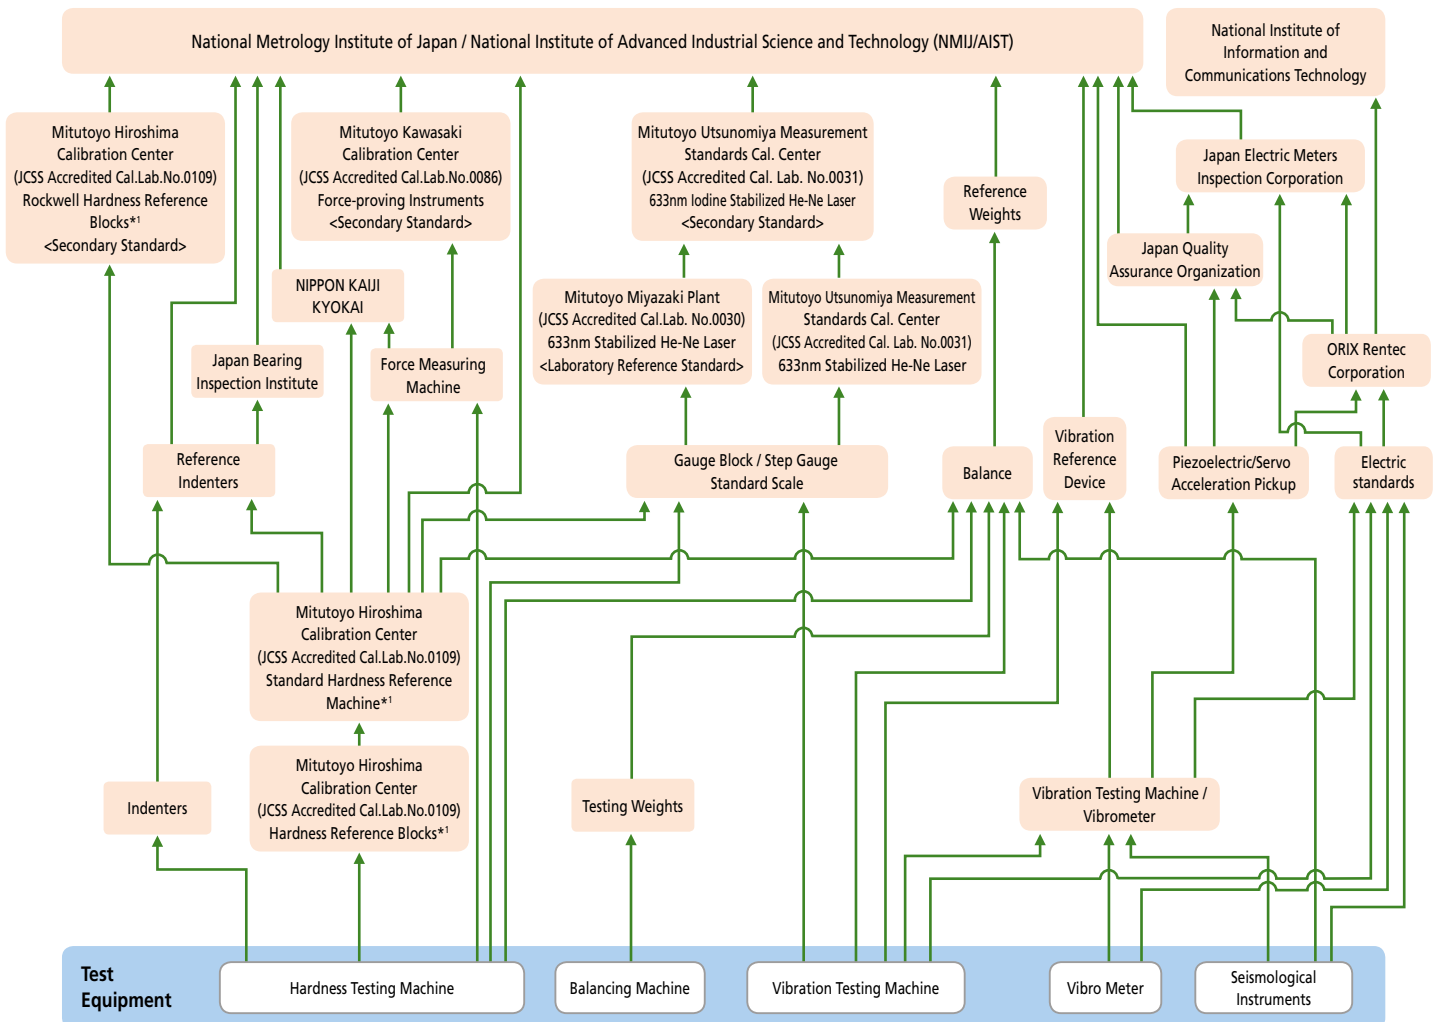 National Metrology Institute of Japan / National Institute of Advanced Industrial Science and Technology (NMIJ/AIST)
National Institute of
Information and
Communications Technology
Mitutoyo Hiroshima
Calibration Center
(JCSS Accredited Cal.Lab.No.0109)
Rockwell Hardness Reference
Blocks*1
<Secondary Standard>
Mitutoyo Kawasaki
Calibration Center
(JCSS Accredited Cal.Lab.No.0086)
Force-proving Instruments
<Secondary Standard>
Mitutoyo Utsunomiya Measurement
Standards Cal. Center
(JCSS Accredited Cal. Lab. No.0031)
633nm Iodine Stabilized He-Ne Laser
<Secondary Standard>
Reference
Weights
Japan Electric Meters
Inspection Corporation
Japan Quality
Assurance Organization
NIPPON KAIJI
KYOKAI
Mitutoyo Miyazaki Plant
(JCSS Accredited Cal.Lab. No.0030)
633nm Stabilized He-Ne Laser
<Laboratory Reference Standard>
Mitutoyo Utsunomiya Measurement
Standards Cal. Center
(JCSS Accredited Cal. Lab. No.0031)
633nm Stabilized He-Ne Laser
ORIX Rentec
Corporation
Japan Bearing
Inspection Institute
Force Measuring
Machine
Reference
Indenters
Gauge Block / Step Gauge
Standard Scale
Balance
Vibration
Reference
Device
Piezoelectric/Servo
Acceleration Pickup
Electric
standards
Mitutoyo Hiroshima
Calibration Center
(JCSS Accredited Cal.Lab.No.0109)
Standard Hardness Reference
Machine*1
Mitutoyo Hiroshima
Calibration Center
(JCSS Accredited Cal.Lab.No.0109)
Hardness Reference Blocks*1
Indenters
Testing Weights
Vibration Testing Machine /
Vibrometer
Test
Equipment
Hardness Testing Machine
Balancing Machine
Vibration Testing Machine
Vibro Meter
Seismological
Instruments